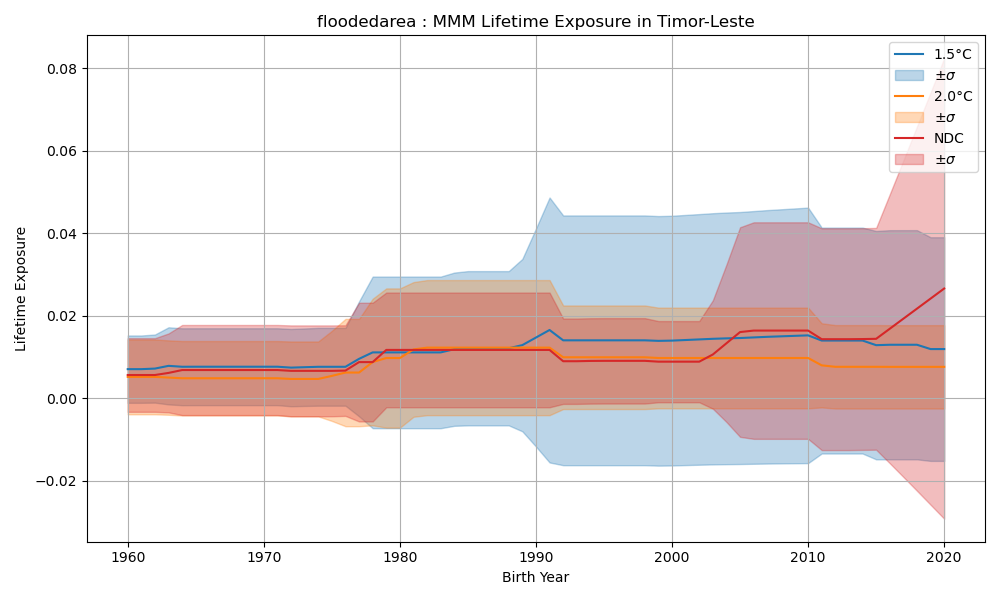 floodedarea : MMM Lifetime Exposure in Timor-Leste
1.5°C
±σ
2.0°C
±σ
NDC
±σ
0.08
0.06
0.04
0.02
0.00
−0.02
Lifetime Exposure
1960 1970 1980 1990 2000 2010 2020
Birth Year